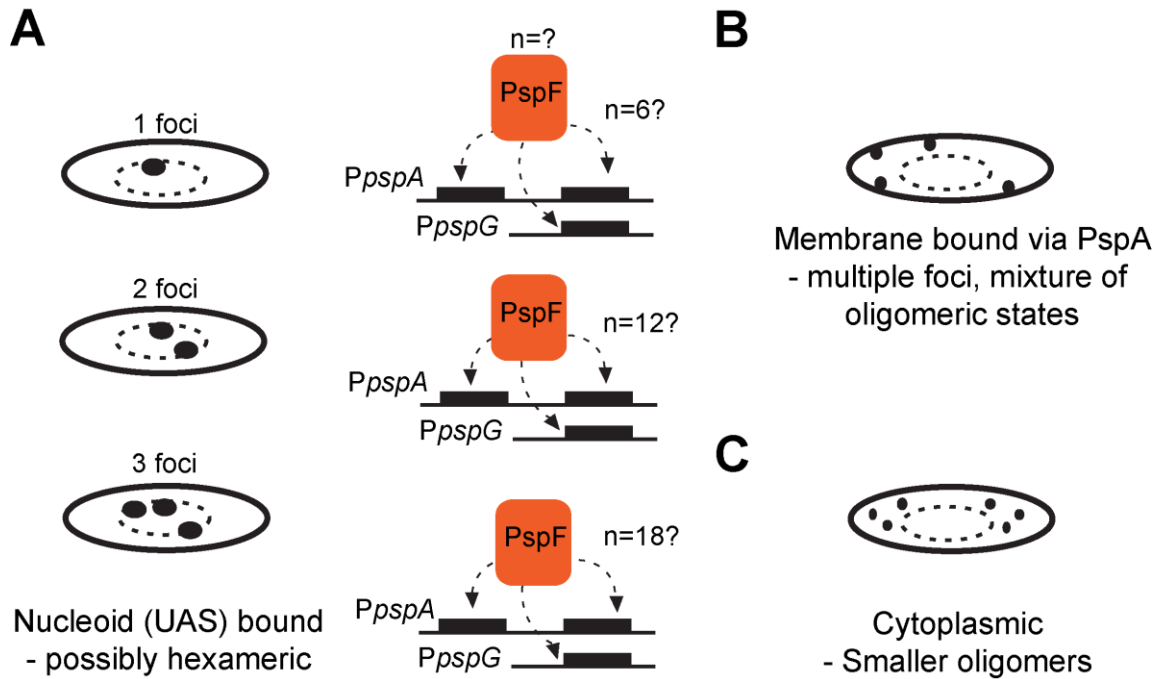 A
1 foci
n=?
PspF
n=6?
PpspA
PpspG
2 foci
PspF
n=12?
PpspA
PpspG
3 foci
PspF
n=18?
PpspA
PpspG
Nucleoid (UAS) bound
- possibly hexameric
B
Membrane bound via PspA
- multiple foci, mixture of
oligomeric states
C
Cytoplasmic
- Smaller oligomers